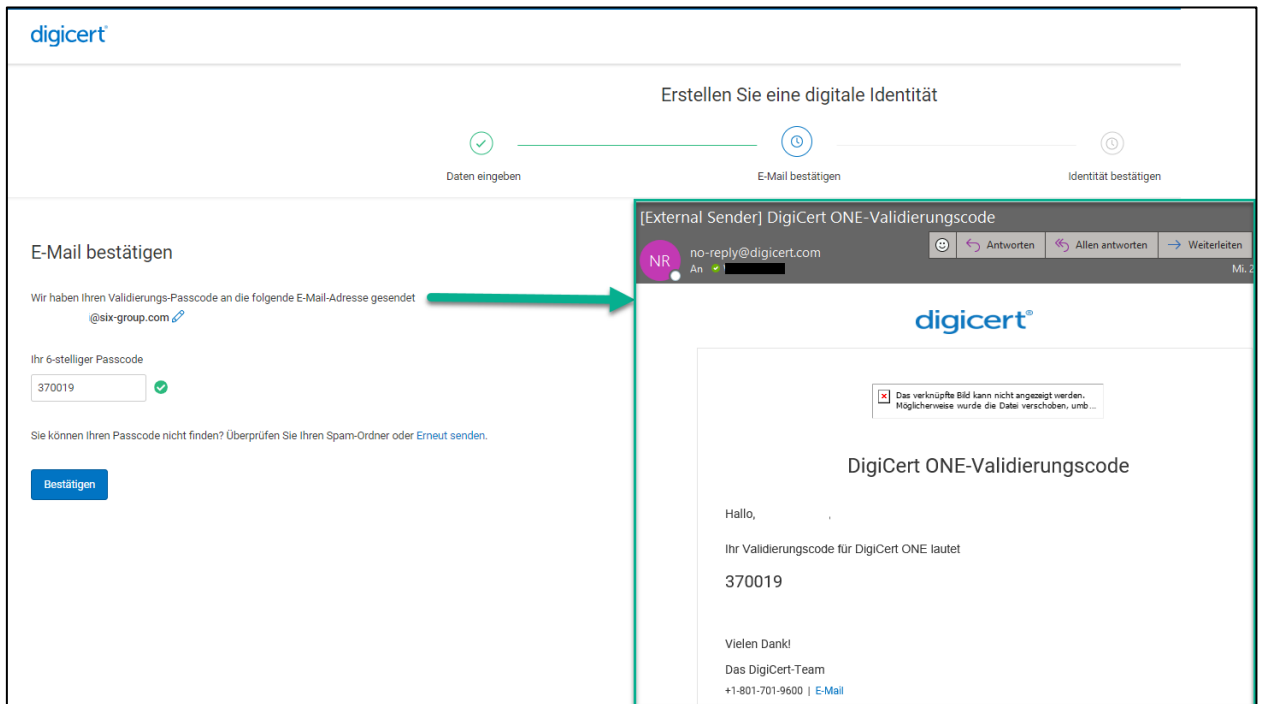 digicert®
Erstellen Sie eine digitale Identität
Daten eingeben
E-Mail bestätigen
Identität bestätigen
E-Mail bestätigen
Wir haben Ihren Validierungs-Passcode an die folgende E-Mail-Adresse gesendet
@six-group.com
Ihr 6-stelliger Passcode
370019
Sie können Ihren Passcode nicht finden? Überprüfen Sie Ihren Spam-Ordner oder Erneut senden.
Bestätigen
[External Sender] DigiCert ONE-Validierungscode
NR
no-reply@digicert.com
An
Antworten
Allen antworten
Weiterleiten
Mi. 2
digicert®
Das verknüpfte Bild kann nicht angezeigt werden.
Möglicherweise wurde die Datei verschoben, umb...
DigiCert ONE-Validierungscode
Hallo, ,
Ihr Validierungscode für DigiCert ONE lautet
370019
Vielen Dank!
Das DigiCert-Team
+1-801-701-9600 | E-Mail